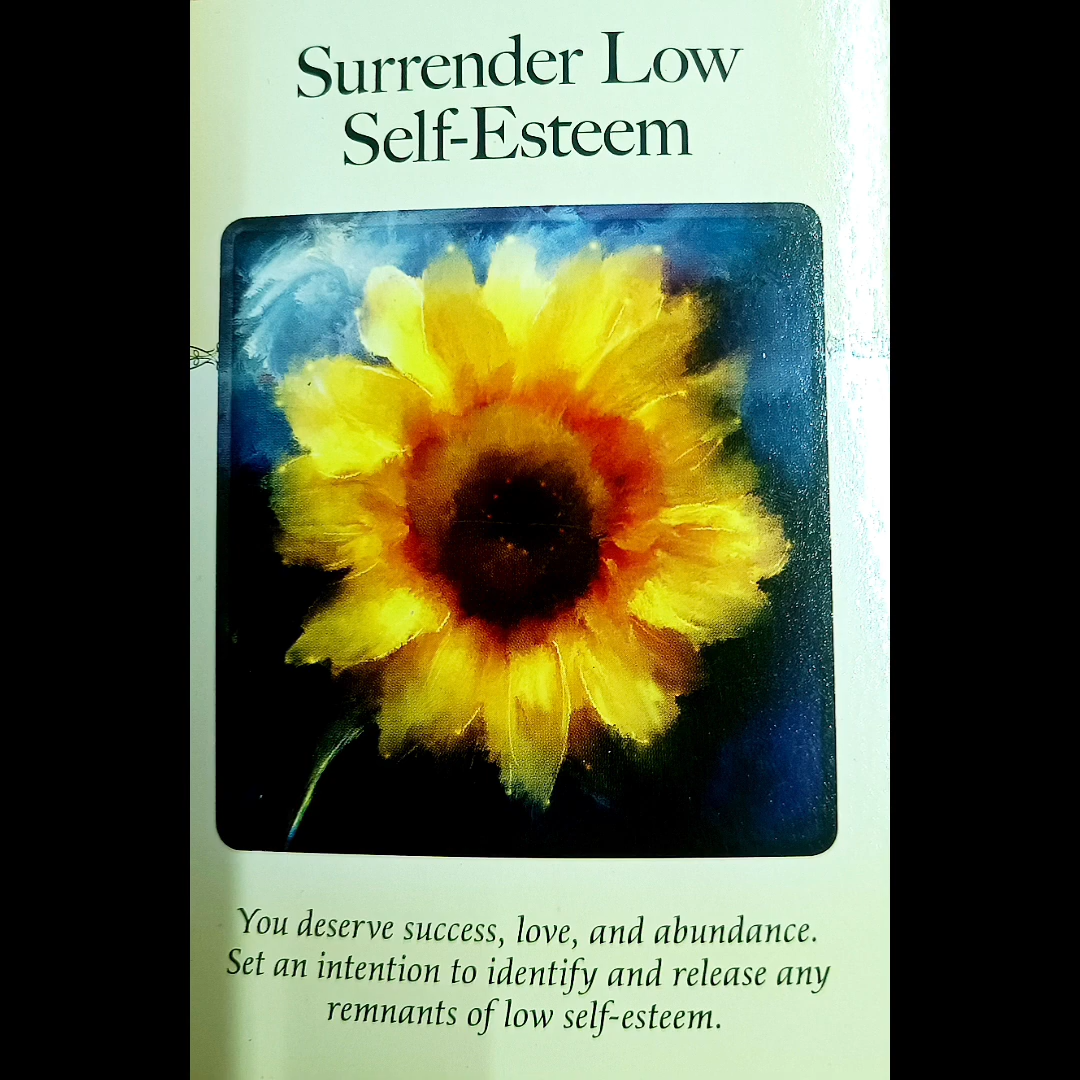 Surrender Low
Self-Esteem
You deserve success, love, and abundance.
Set an intention to identify and release any
remnants of low self-esteem.